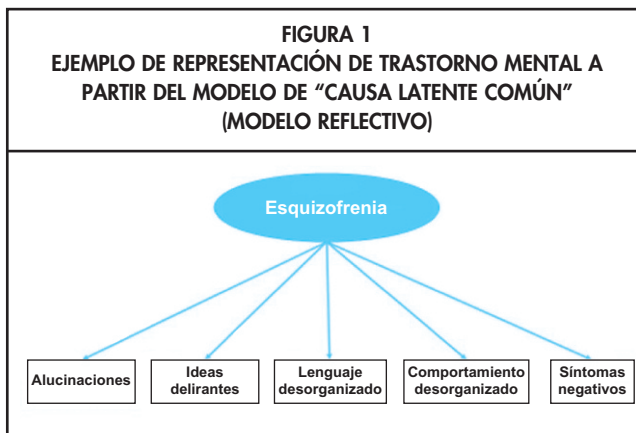 FIGURA 1
EJEMPLO DE REPRESENTACIÓN DE TRASTORNO MENTAL A
PARTIR DEL MODELO DE “CAUSA LATENTE COMÚN”
(MODELO REFLECTIVO)
Esquizofrenia
Alucinaciones
Ideas
delirantes
Lenguaje
desorganizado
Comportamiento
desorganizado
Síntomas
negativos